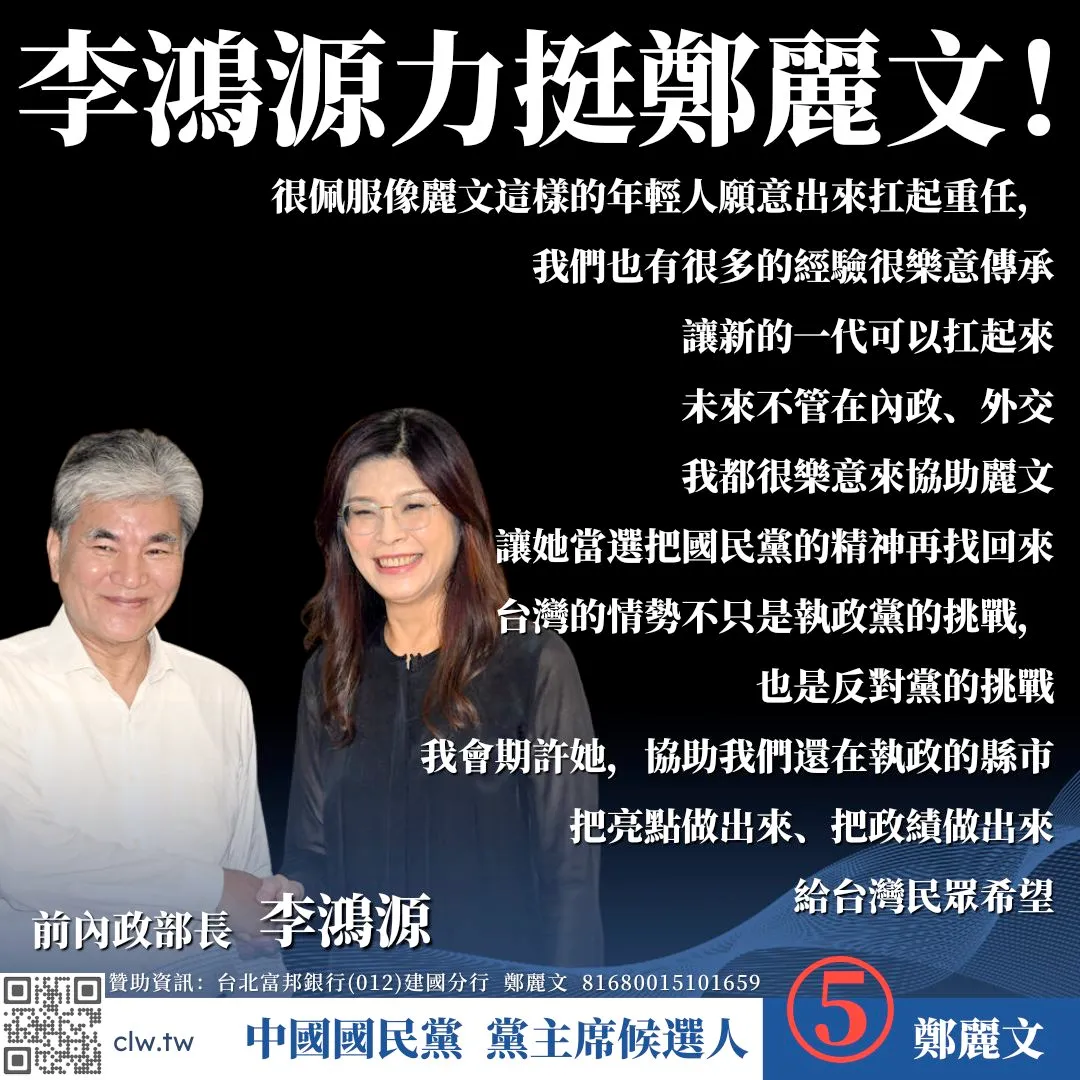 李鴻源力挺鄭麗文！
很佩服像麗文這樣的年輕人願意出來扛起重任，
我們也有很多的經驗很樂意傳承
讓新的一代可以扛起來
未來不管在內政、外交
我都很樂意來協助麗文
讓她當選把國民黨的精神再找回來
台灣的情勢不只是執政黨的挑戰，
也是反對黨的挑戰
我會期許她，協助我們還在執政的縣市
把亮點做出來、把政績做出來
給台灣民眾希望
前內政部長 李鴻源
贊助資訊：台北富邦銀行(012)建國分行 鄭麗文 81680015101659
clw.tw
中國國民黨 黨主席候選人 5 鄭麗文